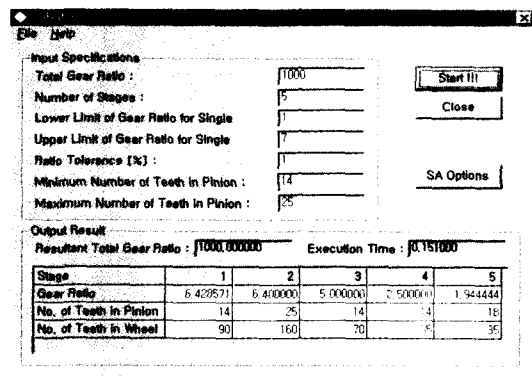 File Help
Input Specifications
Total Gear Ratio : 1000
Number of Stages : 5
Lower Limit of Gear Ratio for Single 1
Upper Limit of Gear Ratio for Single 7
Ratio Tolerance [%] : 1
Minimum Number of Teeth in Pinion : 14
Maximum Number of Teeth in Pinion : 25
Start !!!
Close
SA Options
Output Result
Resultant Total Gear Ratio : 1000.000000 Execution Time : 0.151000
Stage 1 2 3 4 5
Gear Ratio 6.428571 6.400000 5.000000 2.500000 1.944444
No. of Teeth in Pinion 14 25 14 14 18
No. of Teeth in Wheel 90 160 70 35 35